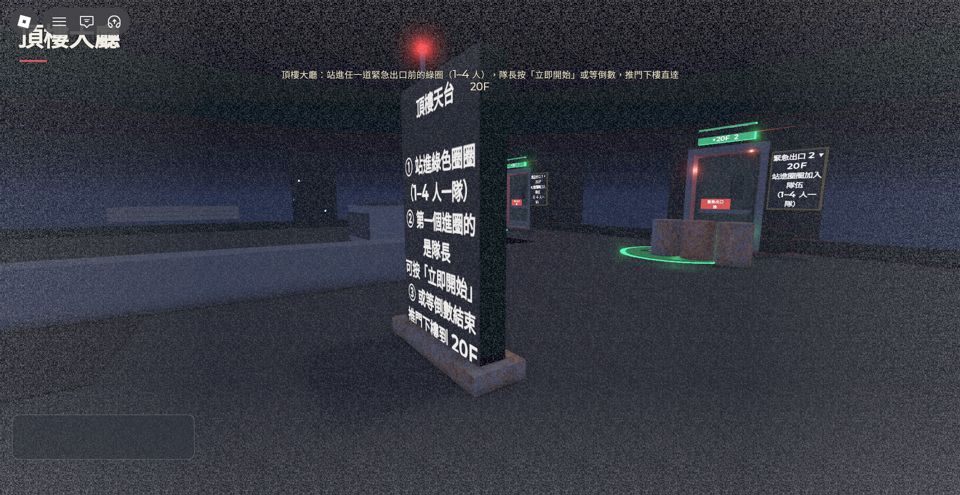 頂樓大廳
頂樓大廳：站進任一道緊急出口前的綠圈（1–4 人），隊長按「立即開始」或等倒數，推門下樓直達
20F
頂樓天台
① 站進綠色圈圈
（1–4 人一隊）
② 第一個進圈的
是隊長
可按「立即開始」
③ 或等倒數結束
推門下樓到 20F
20F 2
緊急出口 2
20F
站進圈圈加入
隊伍
（1–4 人一
隊）